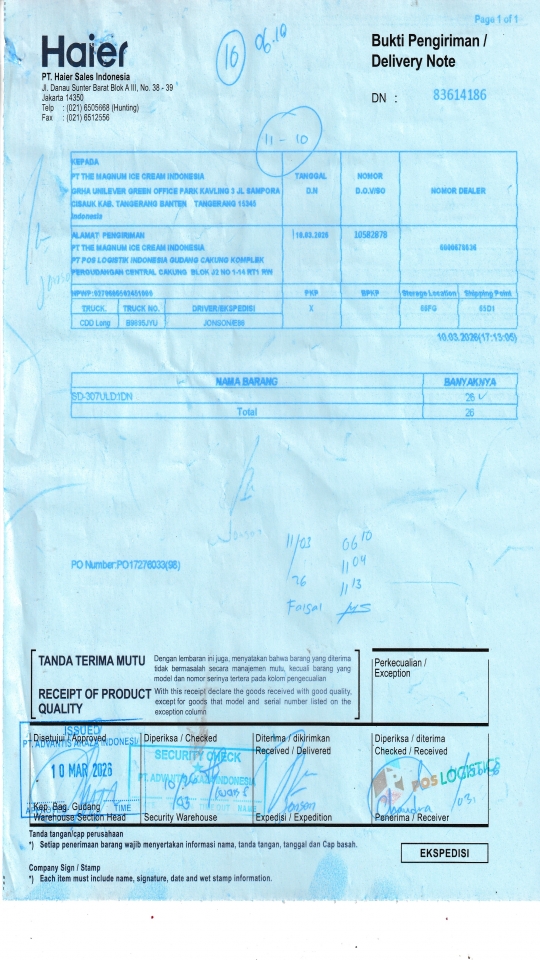 Page 1 of 1
Haier
PT. Haier Sales Indonesia
Jl. Danau Sunter Barat Blok A III, No. 38 - 39
Jakarta 14350
Telp : (021) 6505668 (Hunting)
Fax : (021) 6512556
16
06.10
Bukti Pengiriman /
Delivery Note
DN : 83614186
11 - 10
KEPADA
PT THE MAGNUM ICE CREAM INDONESIA
GRHA UNILEVER GREEN OFFICE PARK KAVLING 3 JL SAMPORA
CISAUK KAB. TANGERANG BANTEN TANGERANG 15345
Indonesia
TANGGAL
D.N
NOMOR
D.O.V/SO
NOMOR DEALER
ALAMAT PENGIRIMAN
PT THE MAGNUM ICE CREAM INDONESIA
PT POS LOGISTIK INDONESIA GUDANG CAKUNG KOMPLEK
PERGUDANGAN CENTRAL CAKUNG BLOK J2 NO 1-14 RT1 RW
10.03.2026
10582878
NPWP:
PKP
BPKP
Storage Location
Shipping Point
TRUCK.
TRUCK NO.
DRIVER/EKSPEDISI
X
CDD Long
B9895JYU
10.03.2026(17:13:05)
NAMA BARANG
BANYAKNYA
SD-307ULD1DN
26
Total
26
11/03
0610
/
1104
26
1113
Faisal
PO Number:PO17276033(98)
TANDA TERIMA MUTU
Dengan lembaran ini juga, menyatakan bahwa barang yang diterima
tidak bermasalah secara manajemen mutu, kecuali barang yang
model dan nomor serinya tertera pada kolom pengecualian
RECEIPT OF PRODUCT
QUALITY
With this receipt declare the goods received with good quality,
except for goods that model and serial number listed on the
exception column
Perkecualian /
Exception
Disetujui / Approved
Diperiksa / Checked
Diterima / dikirimkan
Received / Delivered
Diperiksa / diterima
Checked / Received
ISSUED
10 MAR 2026
TIME
SECURITY CHECK
POS LOGISTICS
Kep. Bag. Gudang
Warehouse Section Head
Security Warehouse
Expedisi / Expedition
Penerima / Receiver
Tanda tangan/cap perusahaan
*) Setiap penerimaan barang wajib menyertakan informasi nama, tanda tangan, tanggal dan Cap basah.
EKSPEDISI
Company Sign / Stamp
*) Each item must include name, signature, date and wet stamp information.